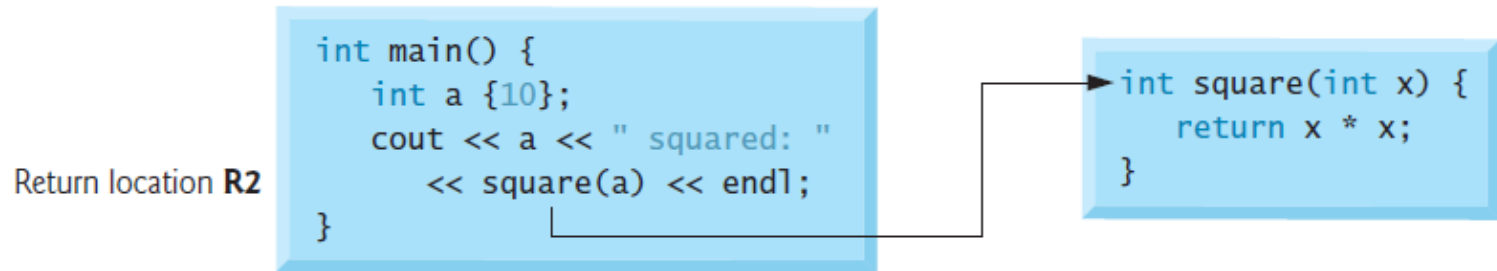 int main() {
int a {10};
cout << a << " squared: "
Return location R2
<< square(a) << endl;
}
int square(int x) {
return x * x;
}